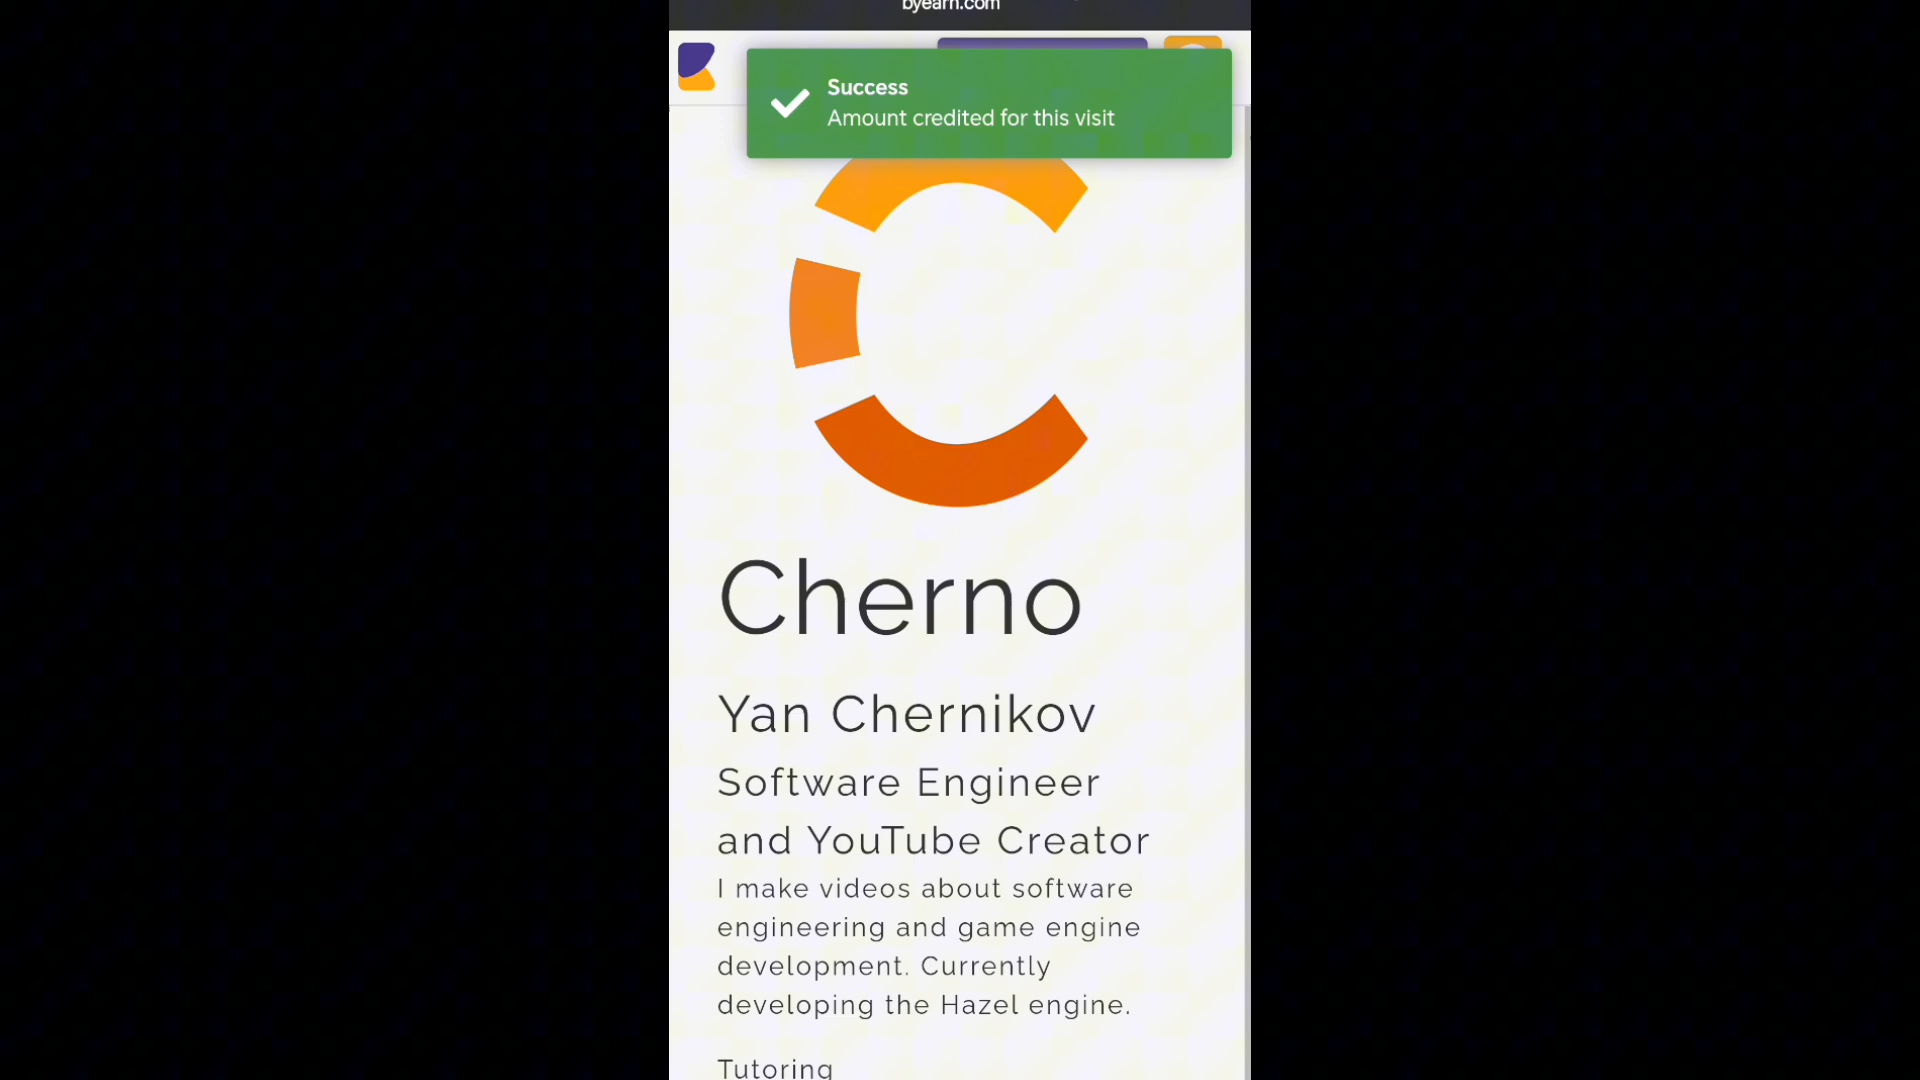 byearn.com
Success
Amount credited for this visit
Cherno
Yan Chernikov
Software Engineer
and YouTube Creator
I make videos about software
engineering and game engine
development. Currently
developing the Hazel engine.
Tutoring